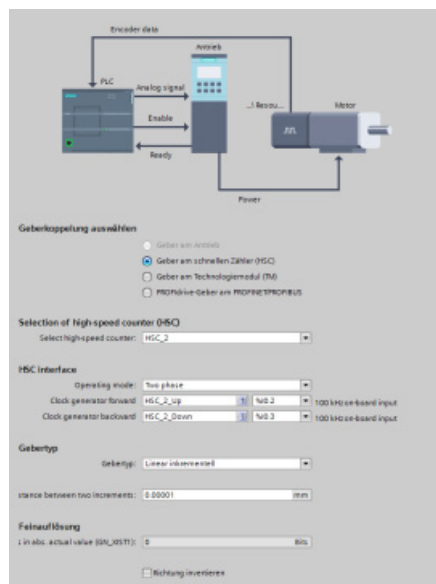 Encoder data
Antrieb
PLC
Analog signal
...\ Resou...
Motor
Enable
Ready
Power
Geberkoppelung auswählen
Geber am Antrieb
Geber am schnellen Zähler (HSC)
Geber am Technologiemodul (TM)
PROFIdrive-Geber am PROFINET/PROFIBUS
Selection of high-speed counter (HSC)
Select high-speed counter: HSC_2
HSC interface
Operating mode: Two phase
Clock generator forward HSC_2_Up %I0.2 100 kHz on-board input
Clock generator backward HSC_2_Down %I0.3 100 kHz on-board input
Gebertyp
Gebertyp: Linear inkrementell
stance between two increments: 0.00001 mm
Feinauflösung
in abs. actual value (GN_XIST1): 0 Bits
Richtung invertieren